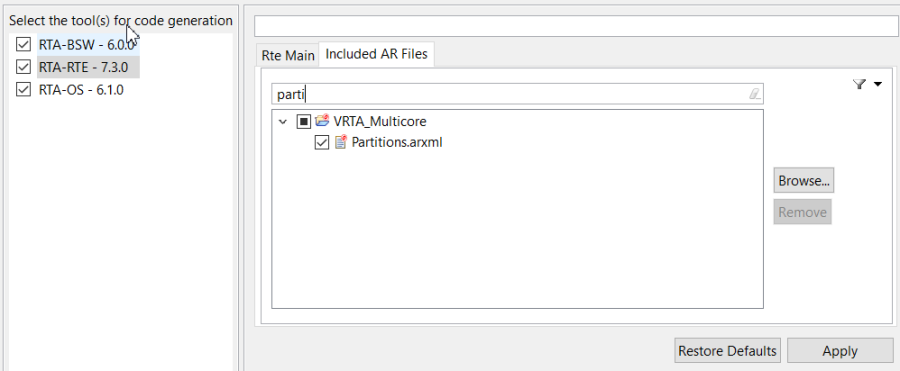 Select the tool(s) for code generation
RTA-BSW - 6.0.0
RTA-RTE - 7.3.0
RTA-OS - 6.1.0
Rte Main
Included AR Files
parti
VRTA_Multicore
Partitions.arxml
Browse...
Remove
Restore Defaults
Apply